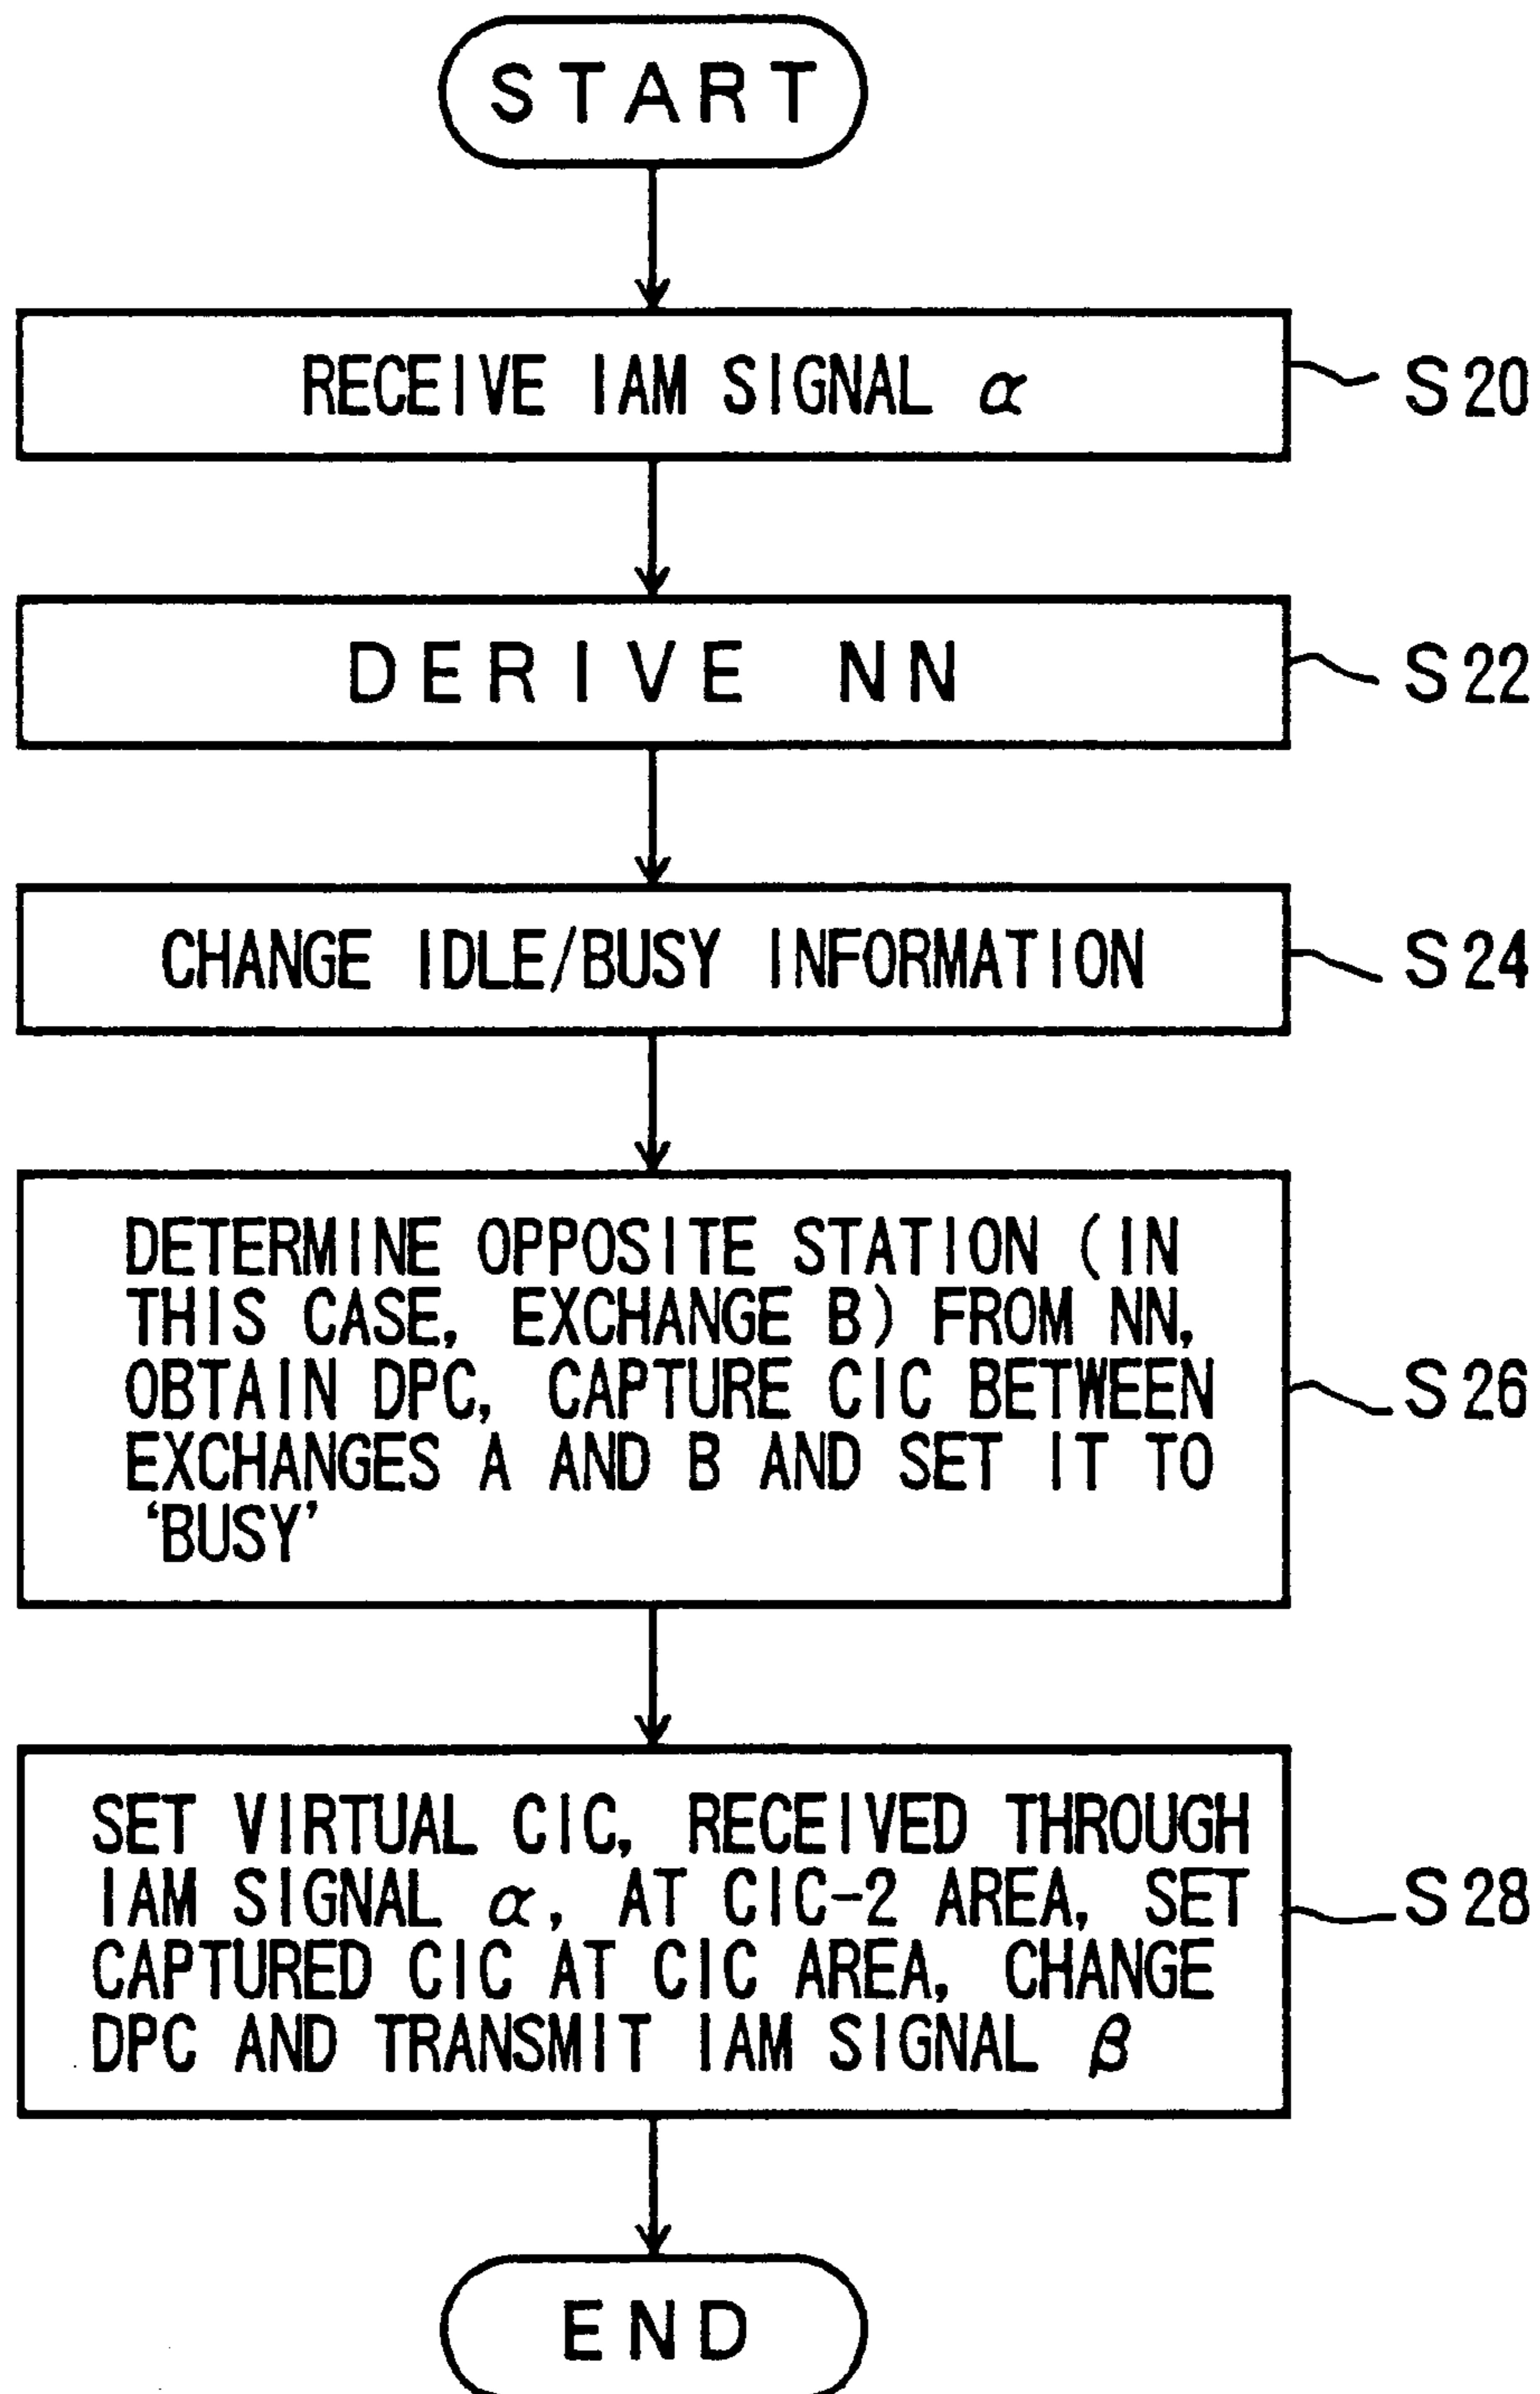 START
RECEIVE IAM SIGNAL α
S20
DERIVE NN
S22
CHANGE IDLE/BUSY INFORMATION
S24
DETERMINE OPPOSITE STATION (IN
THIS CASE, EXCHANGE B) FROM NN,
OBTAIN DPC, CAPTURE CIC BETWEEN
EXCHANGES A AND B AND SET IT TO
‘BUSY’
S26
SET VIRTUAL CIC, RECEIVED THROUGH
IAM SIGNAL α, AT CIC-2 AREA, SET
CAPTURED CIC AT CIC AREA, CHANGE
DPC AND TRANSMIT IAM SIGNAL β
S28
END